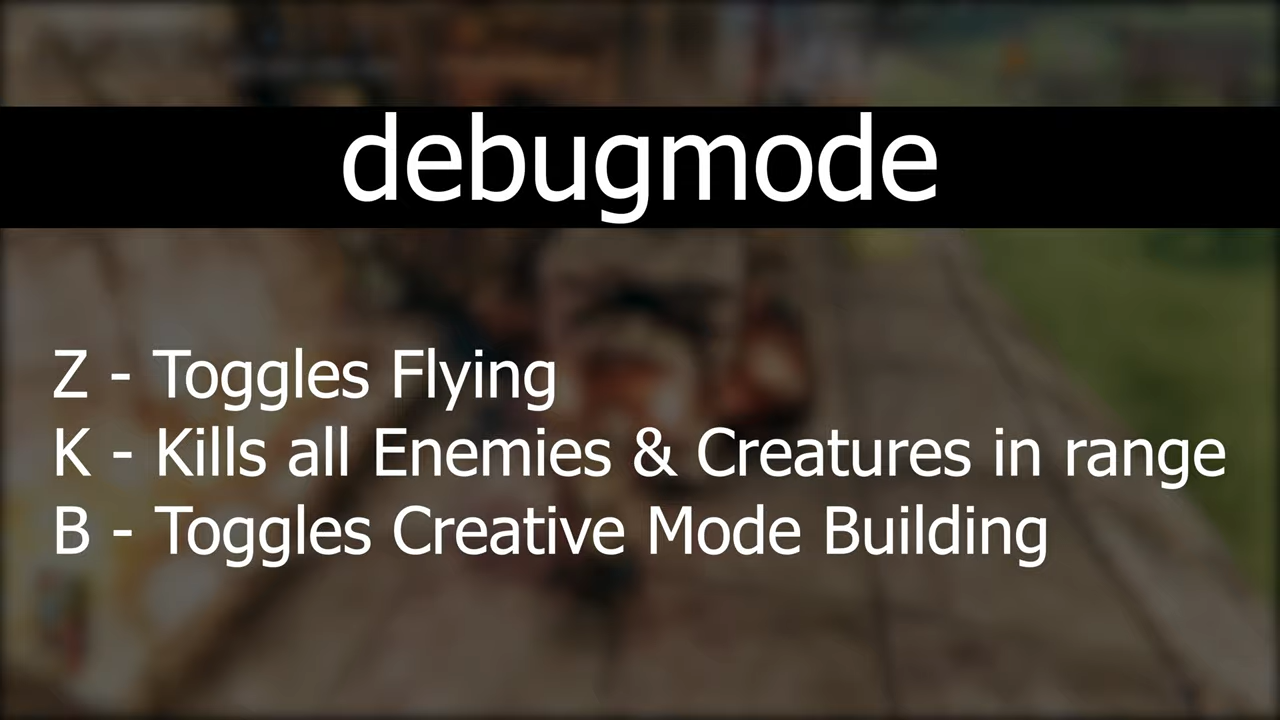 debugmode
Z - Toggles Flying
K - Kills all Enemies & Creatures in range
B - Toggles Creative Mode Building